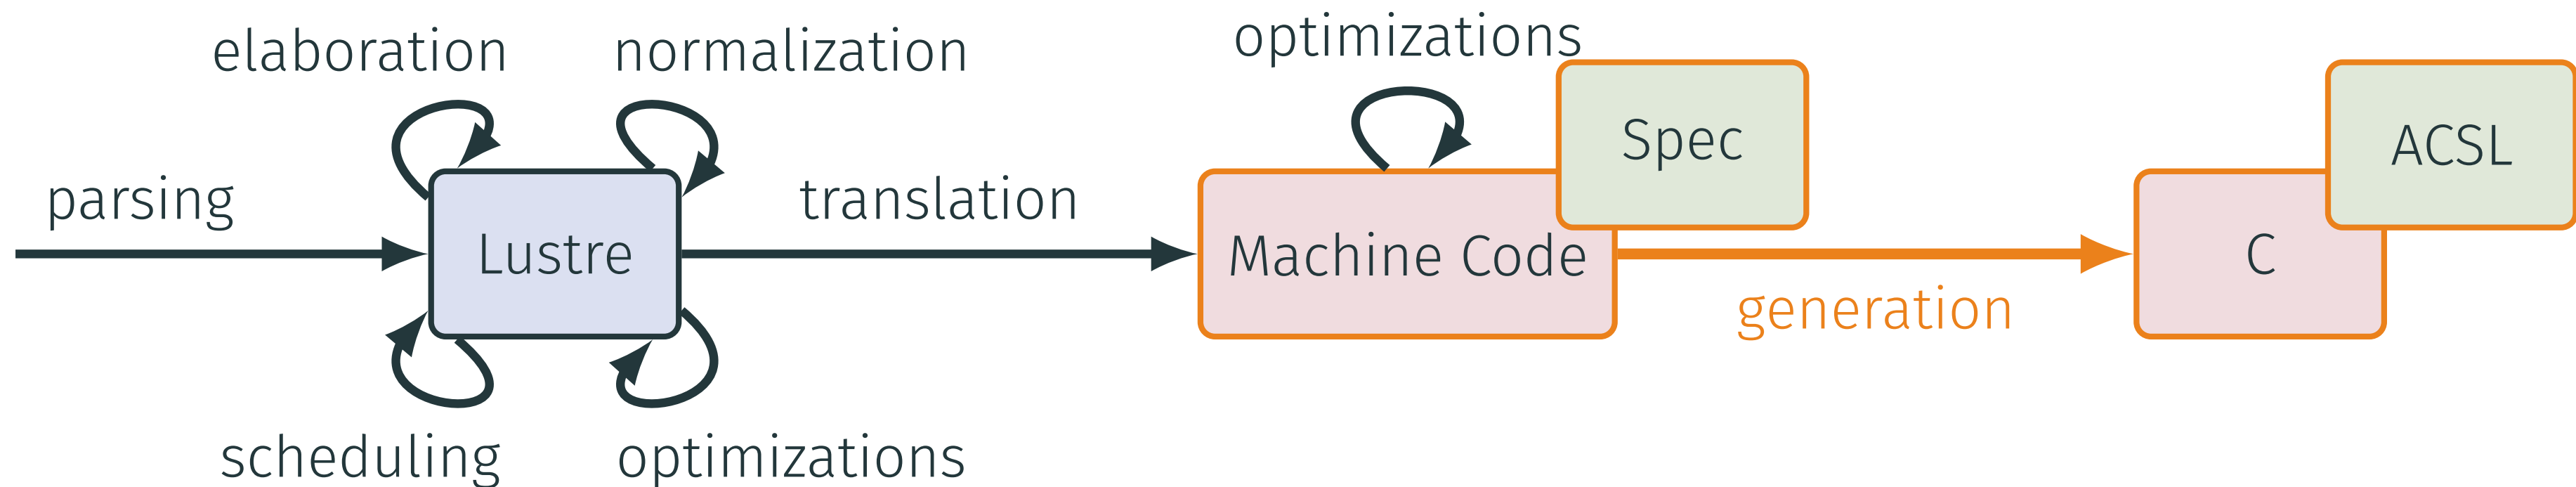 elaboration
normalization
optimizations
parsing
Lustre
translation
Machine Code
Spec
generation
C
ACSL
scheduling
optimizations